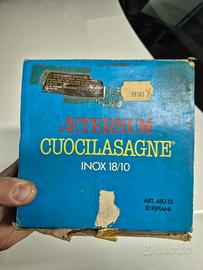 ÆTERNUM
CUOCILASAGNE®
INOX 18/10
ART. 480-10
10 RIPIANI